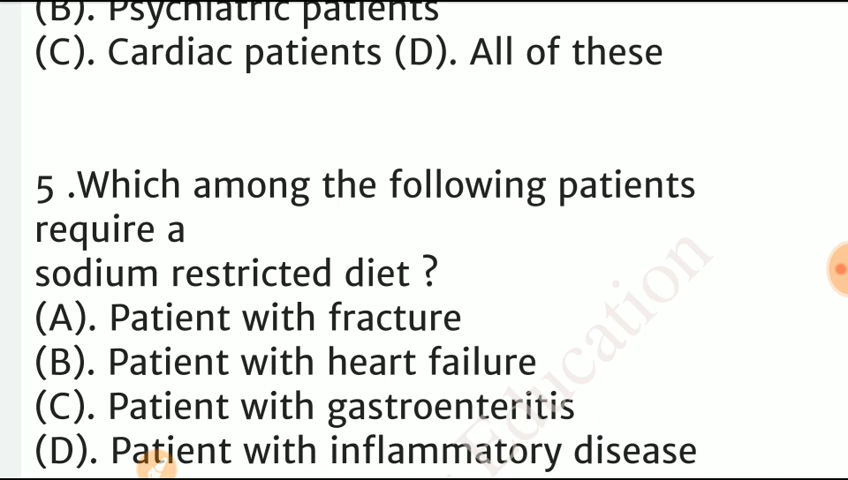 (B). Psychiatric patients
(C). Cardiac patients (D). All of these
5 .Which among the following patients
require a
sodium restricted diet ?
(A). Patient with fracture
(B). Patient with heart failure
(C). Patient with gastroenteritis
(D). Patient with inflammatory disease
Education